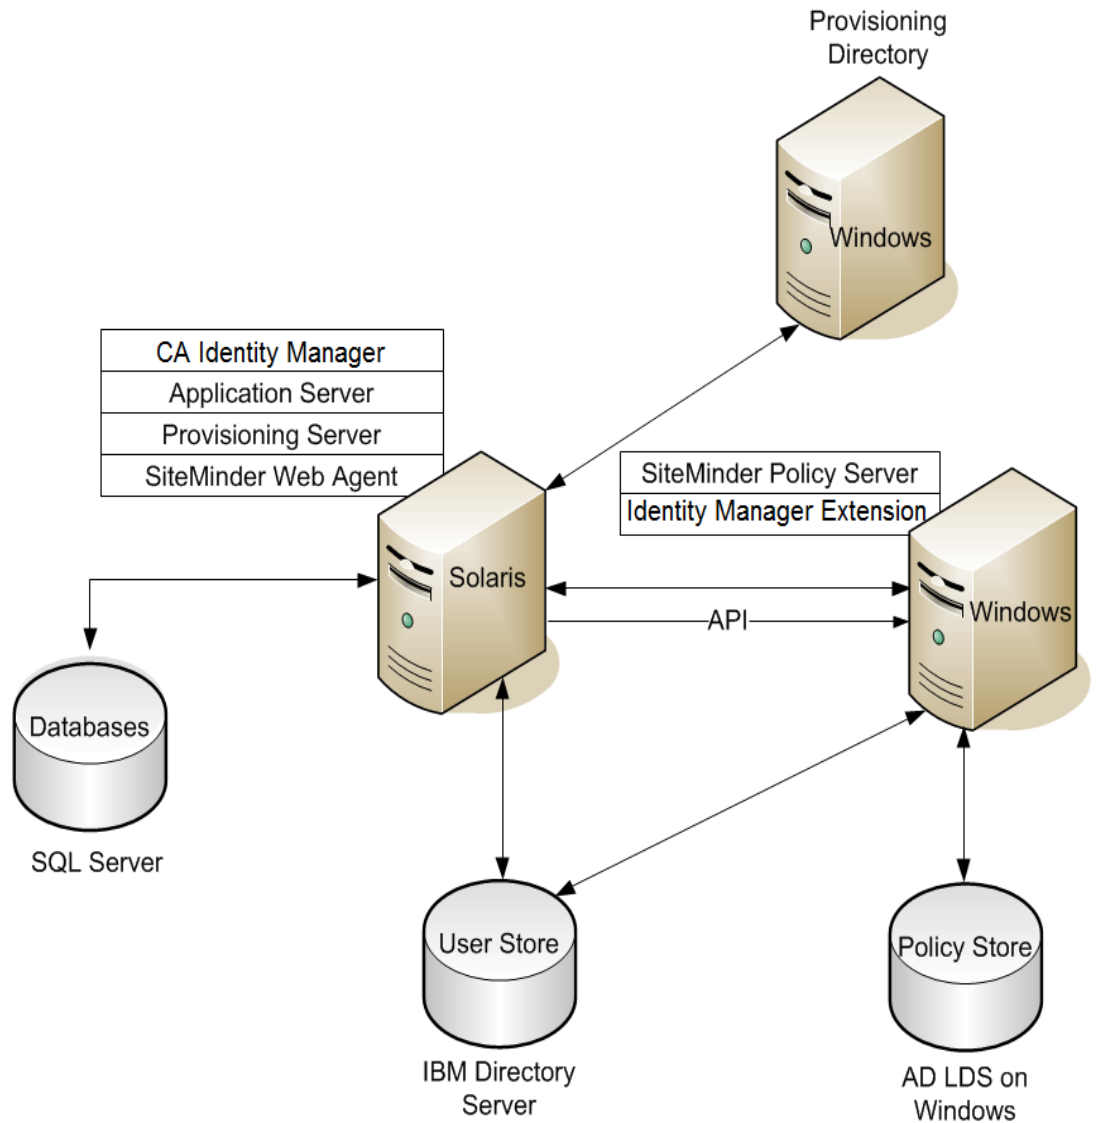 Provisioning
Directory
Windows
CA Identity Manager
Application Server
Provisioning Server
SiteMinder Web Agent
SiteMinder Policy Server
Identity Manager Extension
Solaris
Windows
API
Databases
SQL Server
User Store
Policy Store
IBM Directory
Server
AD LDS on
Windows